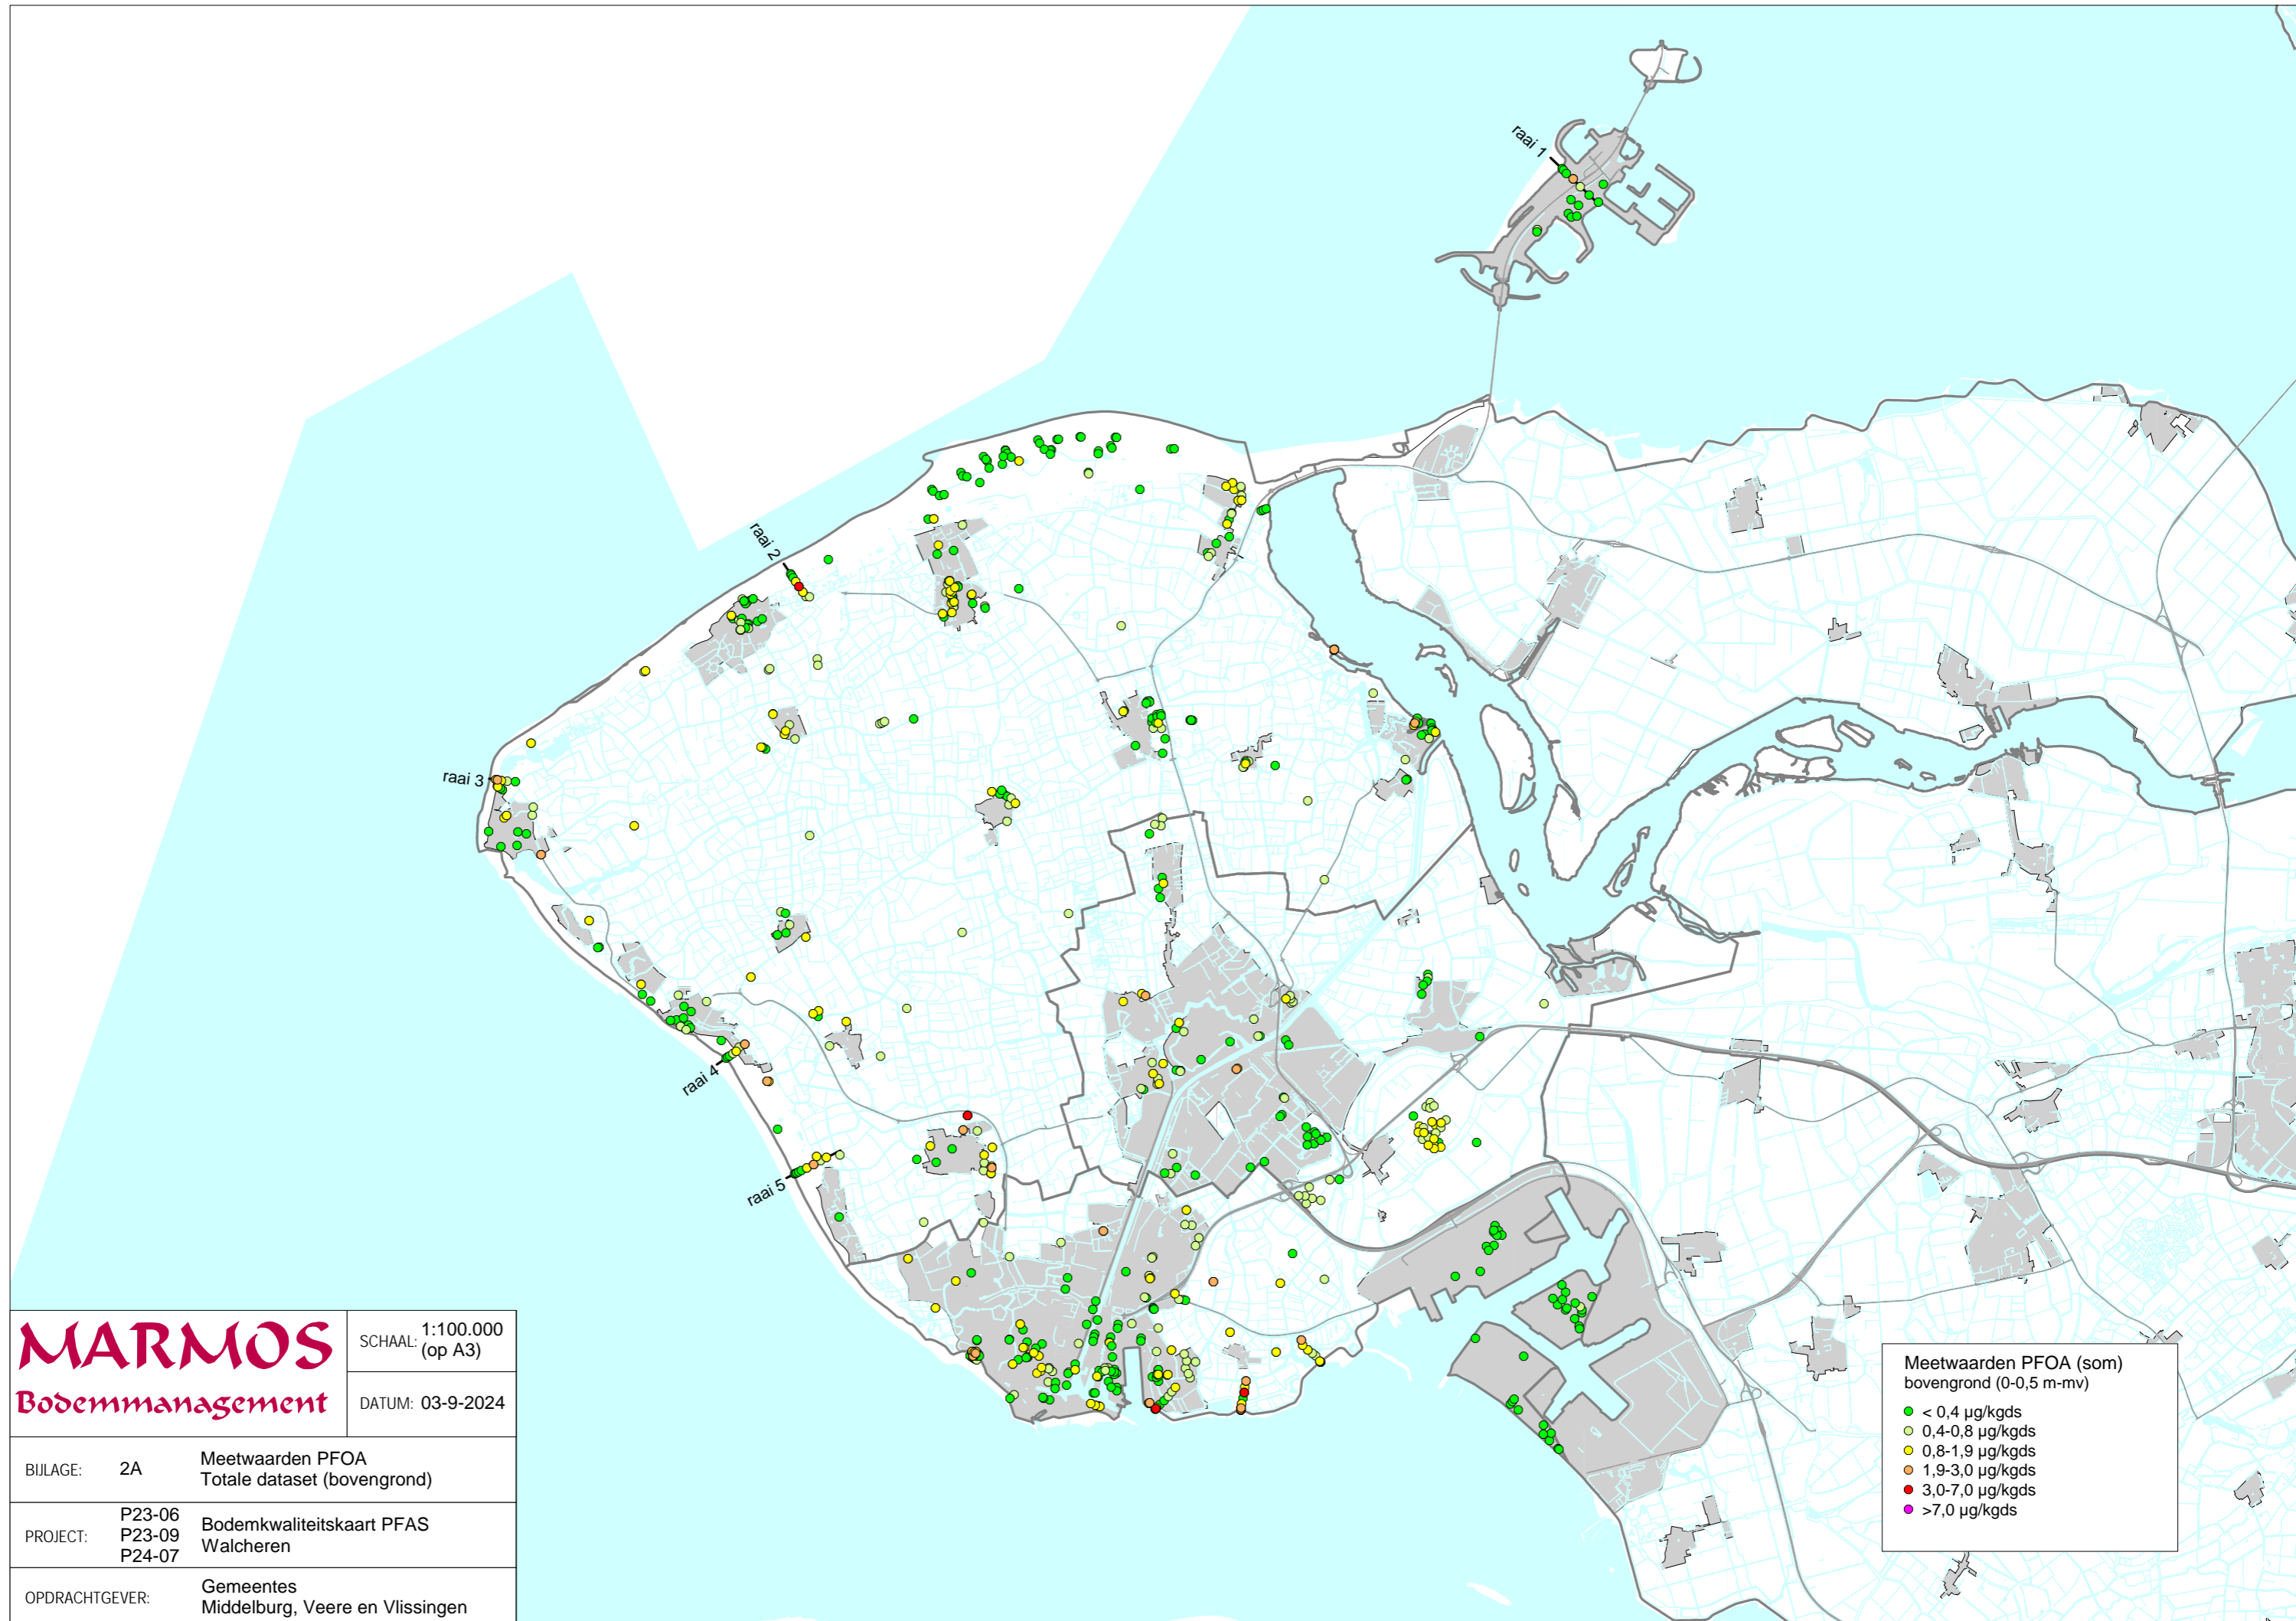 raai 1
raai 2
raai 3
raai 4
raai 5
MARMOS
Bodemmanagement
SCHAAL: 1:100.000
(op A3)
DATUM: 03-9-2024
BIJLAGE: 2A
Meetwaarden PFOA
Totale dataset (bovengrond)
PROJECT:
P23-06
P23-09
P24-07
Bodemkwaliteitskaart PFAS
Walcheren
OPDRACHTGEVER:
Gemeentes
Middelburg, Veere en Vlissingen
Meetwaarden PFOA (som)
bovengrond (0-0,5 m-mv)
< 0,4 µg/kgds
0,4-0,8 µg/kgds
0,8-1,9 µg/kgds
1,9-3,0 µg/kgds
3,0-7,0 µg/kgds
>7,0 µg/kgds